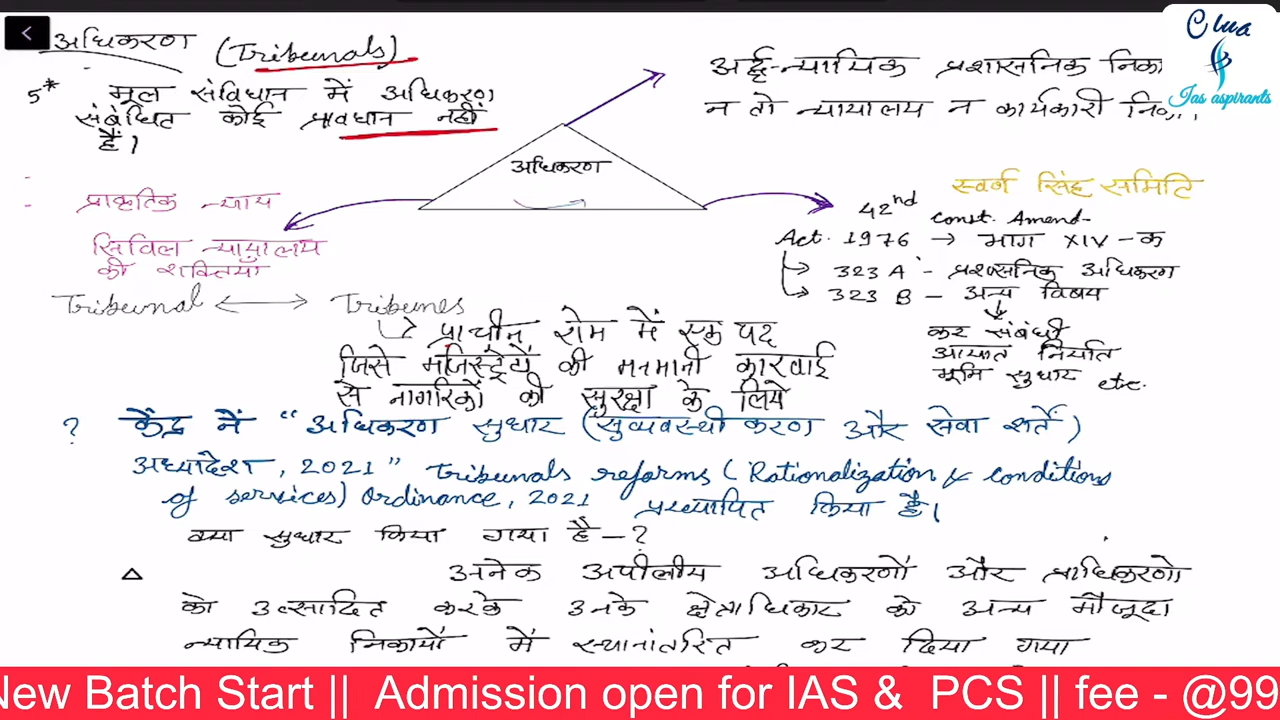 अधिकरण (Tribunals)
5* मूल संविधान में अधिकरण
संबंधित कोई प्रावधान नहीं
हैं।
अर्द्ध-न्यायिक प्रशासनिक निका
न तो न्यायालय न कार्यकारी निका
Clua
Ias aspirants
अधिकरण
प्राकृतिक न्याय
सिविल न्यायालय
की शक्तियाँ
स्वर्ण सिंह समिति
42nd Const. Amend-
Act. 1976 → भाग XIV-क
323 A - प्रशासनिक अधिकरण
323 B - अन्य विषय
कर संबंधी
आयात निर्यात
भूमि सुधार etc.
Tribunal ↔ Tribunes
प्राचीन रोम में एक पद
जिसे मजिस्ट्रेटों की मनमानी कारवाई
से नागरिकों की सुरक्षा के लिये
? केंद्र नें "अधिकरण सुधार (सुव्यवस्थीकरण और सेवा शर्तें)
अध्यादेश, 2021" Tribunals reforms (Rationalization & conditions
of services) Ordinance, 2021 प्रख्यापित किया है।
क्या सुधार किया गया है-?
△ अनेक अपीलीय अधिकरणों और प्राधिकरणो
को उत्सादित करके उनके क्षेत्राधिकार को अन्य मौजूदा
न्यायिक निकायों में स्थानांतरित कर दिया गया
New Batch Start || Admission open for IAS & PCS || fee - @99